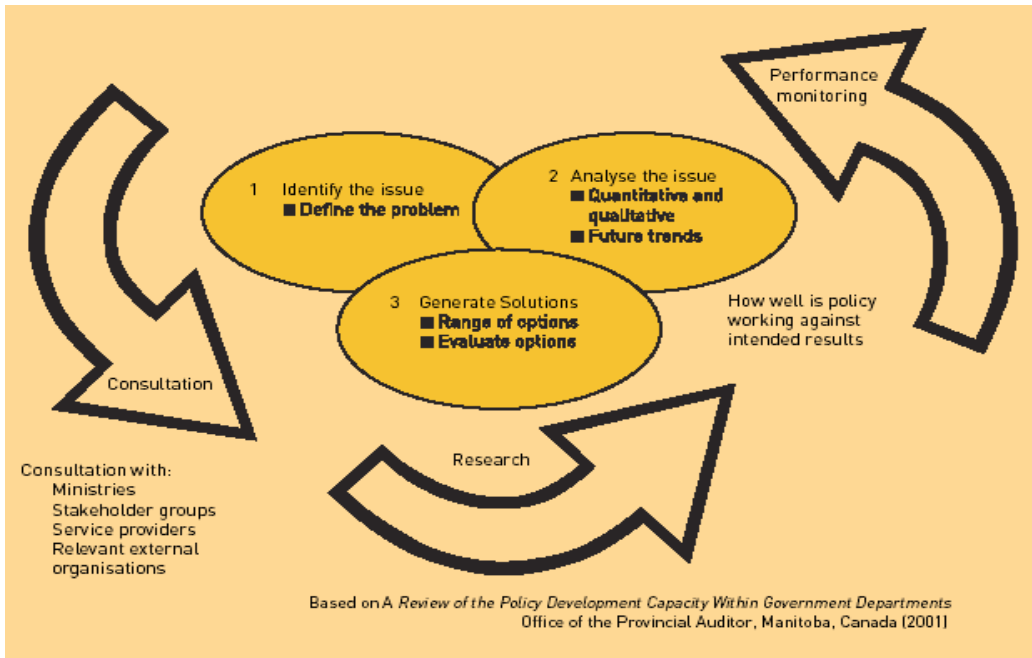 Performance
monitoring
1 Identify the issue
■ Define the problem
2 Analyse the issue
■ Quantitative and
qualitative
■ Future trends
3 Generate Solutions
■ Range of options
■ Evaluate options
How well is policy
working against
intended results
Consultation
Consultation with:
Ministries
Stakeholder groups
Service providers
Relevant external
organisations
Research
Based on A Review of the Policy Development Capacity Within Government Departments
Office of the Provincial Auditor, Manitoba, Canada (2001)